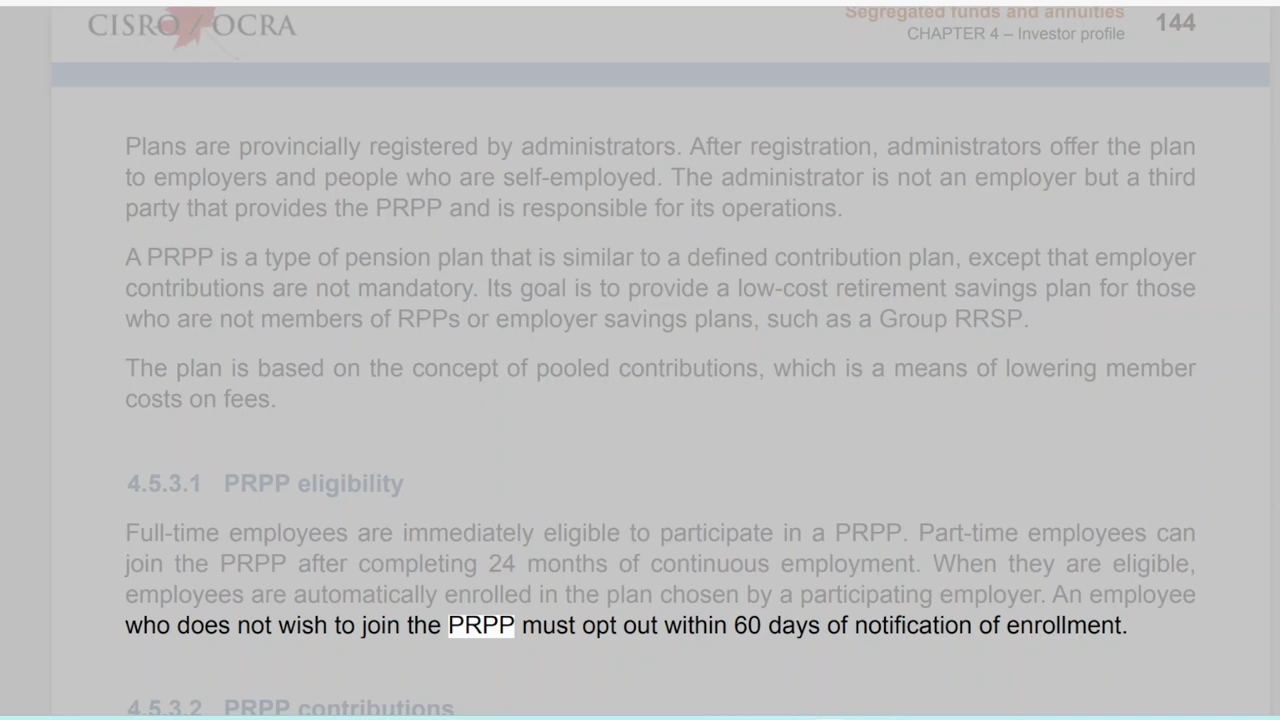 CISRO / OCRA
Segregated funds and annuities
CHAPTER 4 – Investor profile
144
Plans are provincially registered by administrators. After registration, administrators offer the plan
to employers and people who are self-employed. The administrator is not an employer but a third
party that provides the PRPP and is responsible for its operations.
A PRPP is a type of pension plan that is similar to a defined contribution plan, except that employer
contributions are not mandatory. Its goal is to provide a low-cost retirement savings plan for those
who are not members of RPPs or employer savings plans, such as a Group RRSP.
The plan is based on the concept of pooled contributions, which is a means of lowering member
costs on fees.
4.5.3.1 PRPP eligibility
Full-time employees are immediately eligible to participate in a PRPP. Part-time employees can
join the PRPP after completing 24 months of continuous employment. When they are eligible,
employees are automatically enrolled in the plan chosen by a participating employer. An employee
who does not wish to join the PRPP must opt out within 60 days of notification of enrollment.
4.5.3.2 PRPP contributions